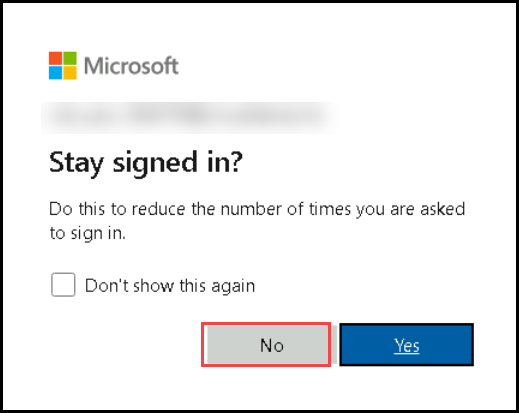 Microsoft
Stay signed in?
Do this to reduce the number of times you are asked
to sign in.
Don't show this again
No
Yes